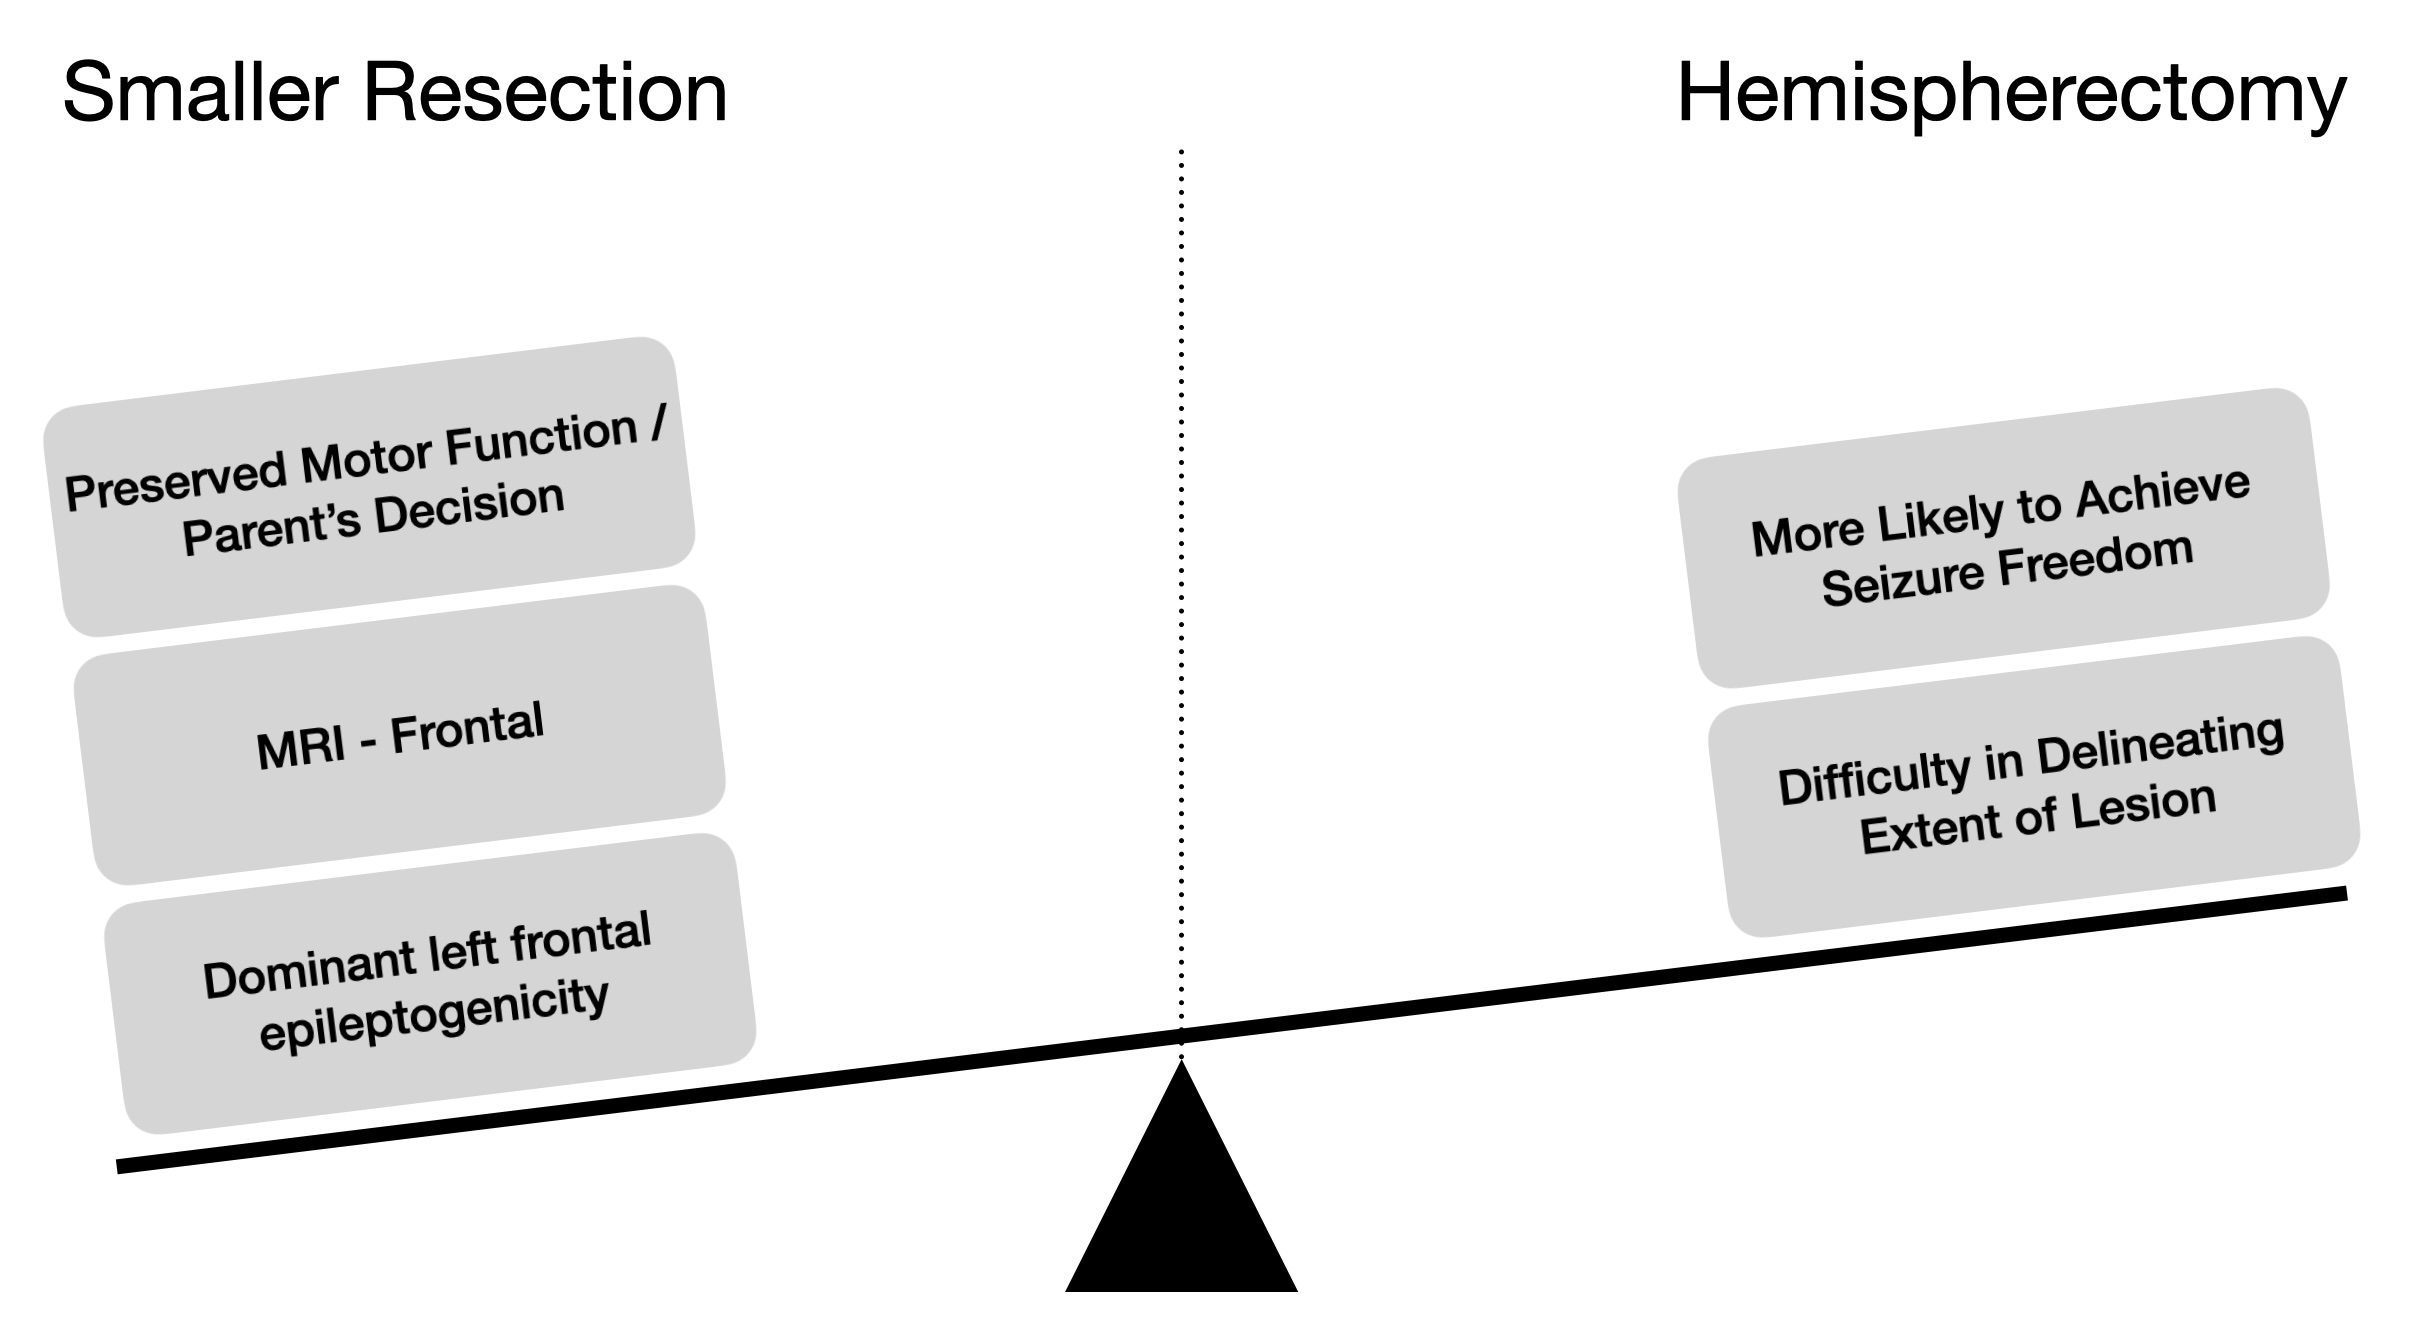 Smaller Resection
Hemispherectomy
Preserved Motor Function /
Parent’s Decision
MRI - Frontal
Dominant left frontal
epileptogenicity
More Likely to Achieve
Seizure Freedom
Difficulty in Delineating
Extent of Lesion